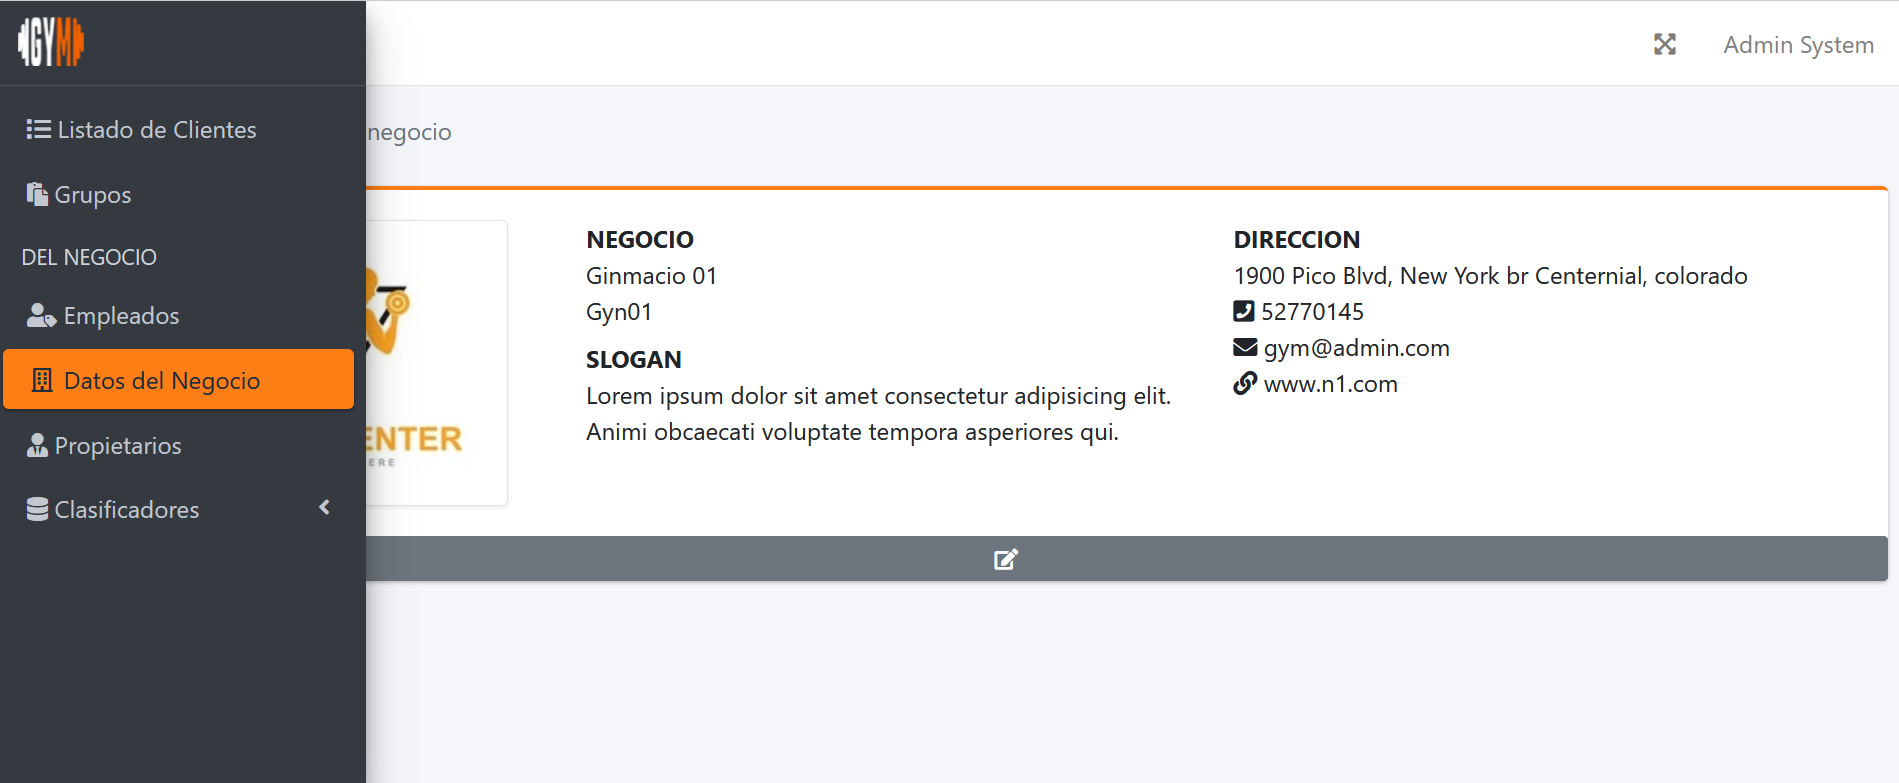 GYM
Admin System
Listado de Clientes
negocio
Grupos
DEL NEGOCIO
Empleados
Datos del Negocio
Propietarios
Clasificadores
ENTER
ERE
NEGOCIO
Ginmacio 01
Gyn01
SLOGAN
Lorem ipsum dolor sit amet consectetur adipisicing elit.
Animi obcaecati voluptate tempora asperiores qui.
DIRECCION
1900 Pico Blvd, New York br Centernial, colorado
52770145
gym@admin.com
www.n1.com